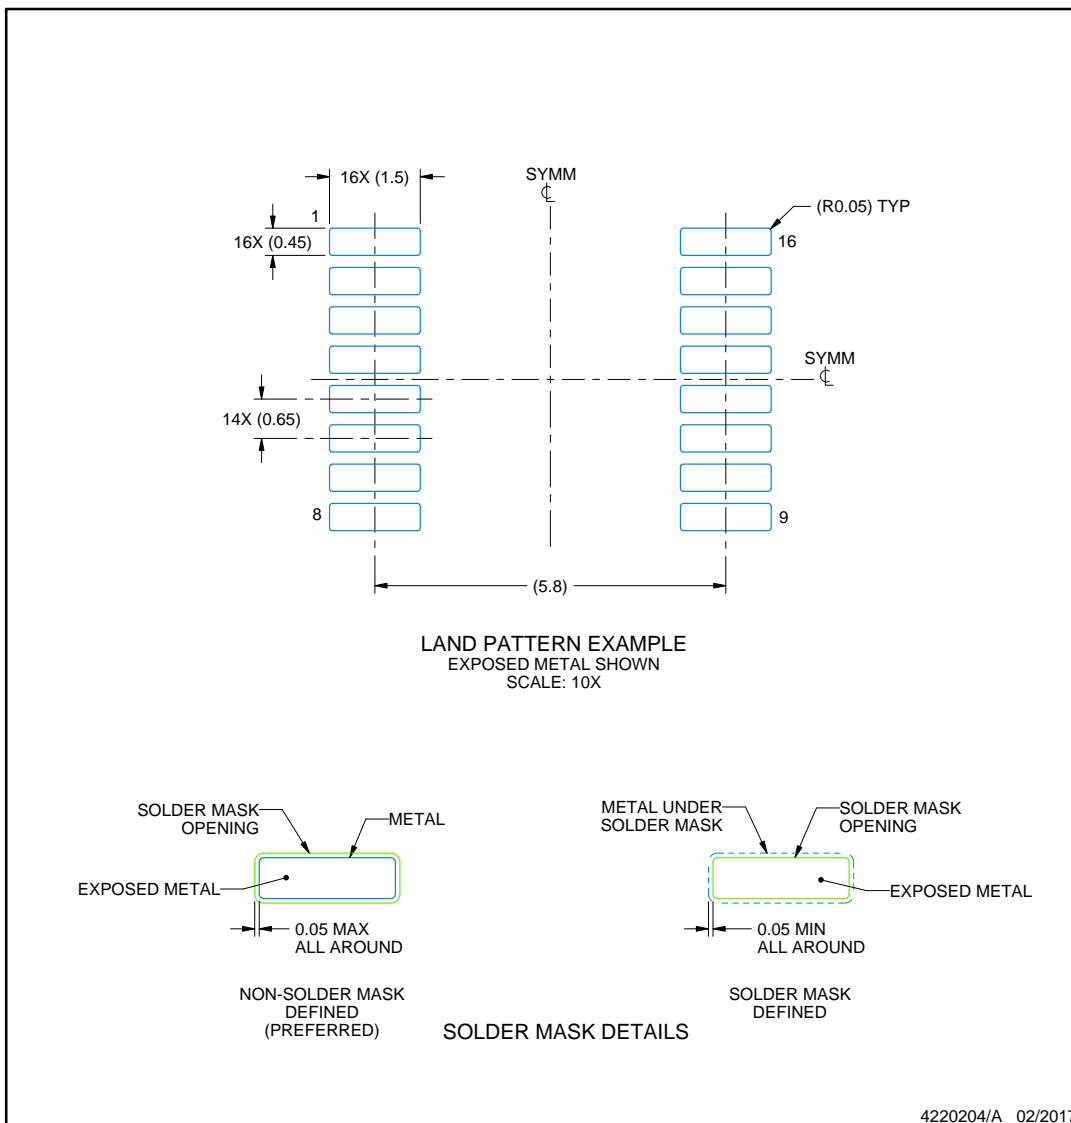 16X (1.5)
SYMM
℄
(R0.05) TYP
1
16X (0.45)
16
SYMM
℄
14X (0.65)
8
9
(5.8)
LAND PATTERN EXAMPLE
EXPOSED METAL SHOWN
SCALE: 10X
SOLDER MASK
OPENING
METAL
EXPOSED METAL
0.05 MAX
ALL AROUND
NON-SOLDER MASK
DEFINED
(PREFERRED)
METAL UNDER
SOLDER MASK
SOLDER MASK
OPENING
EXPOSED METAL
0.05 MIN
ALL AROUND
SOLDER MASK
DEFINED
SOLDER MASK DETAILS
4220204/A 02/2017